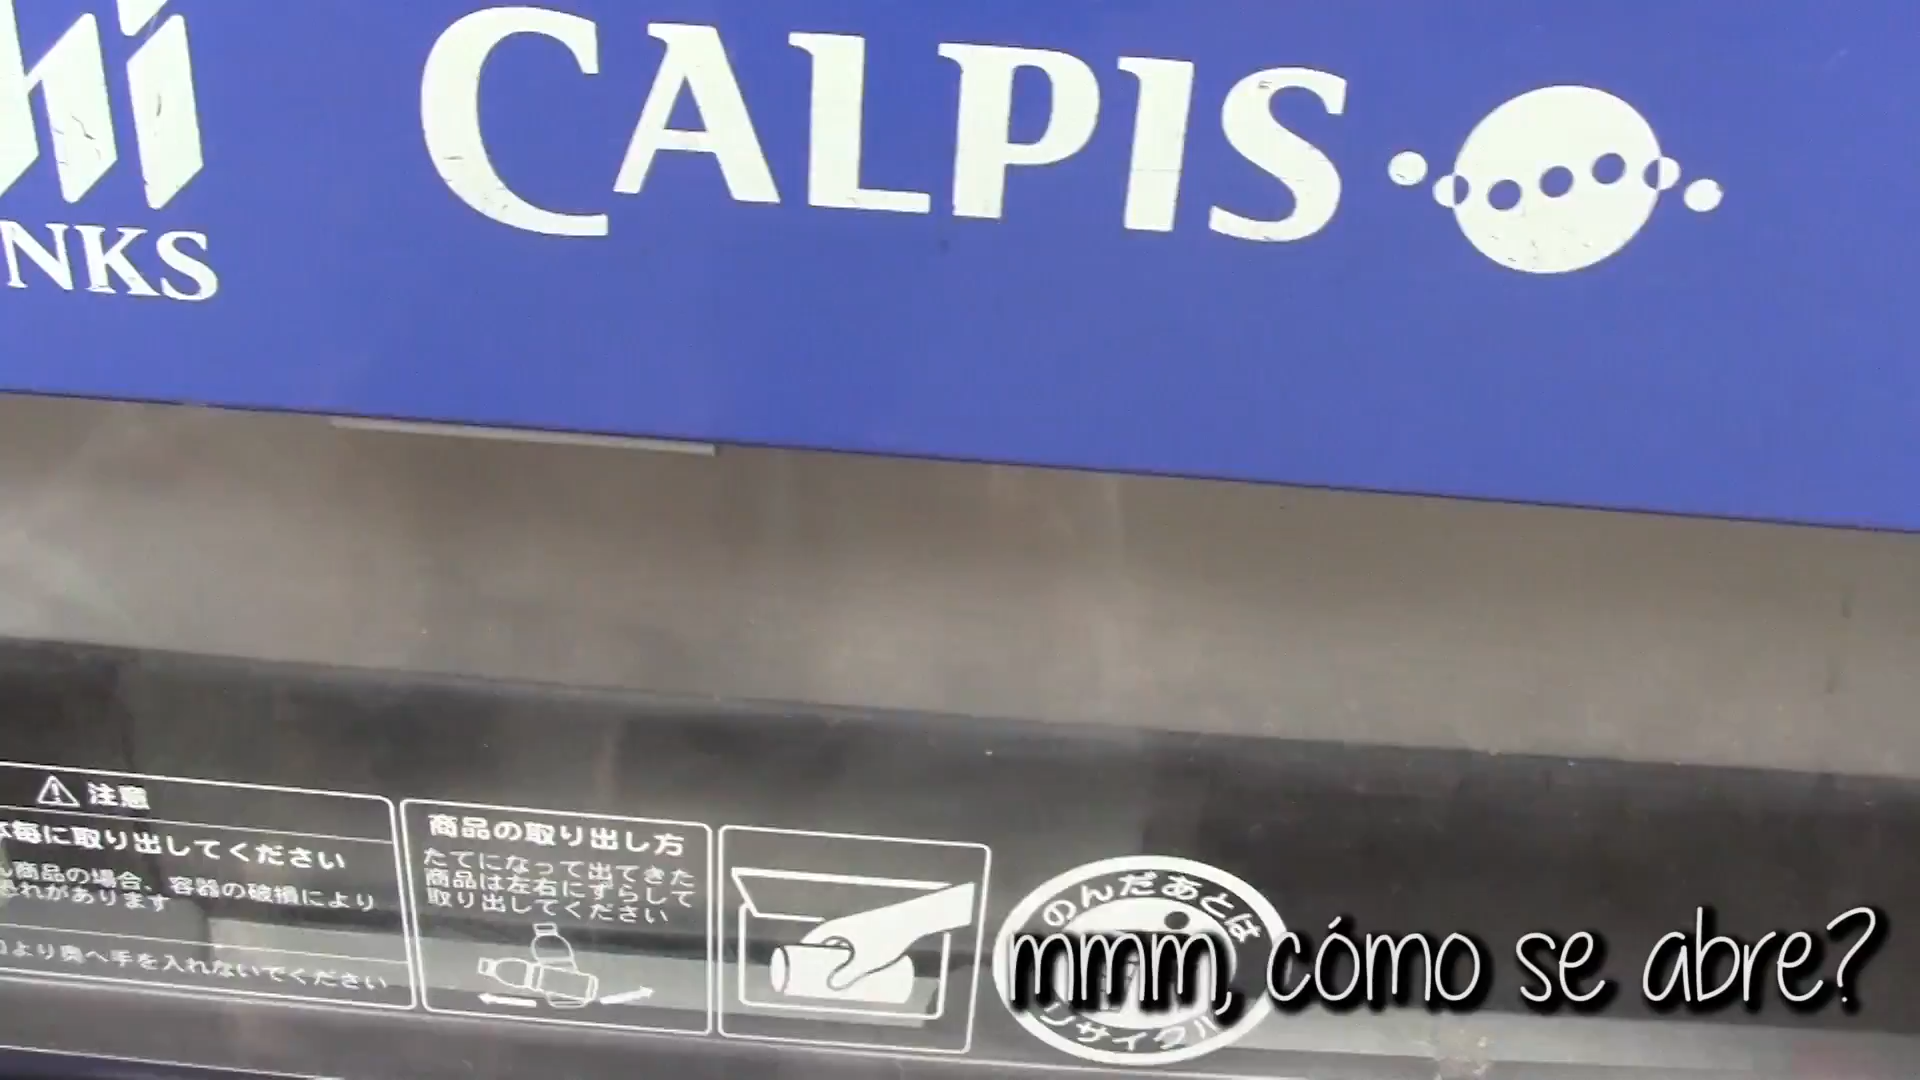 hi
NKS
CALPIS
注意
本毎に取り出してください
商品の場合、容器の破損により
恐れがあります
より奥へ手を入れないでください
商品の取り出し方
たてになって出てきた
商品は左右にずらして
取り出してください
のんだあとは
リサイクル
mmm, cómo se abre?